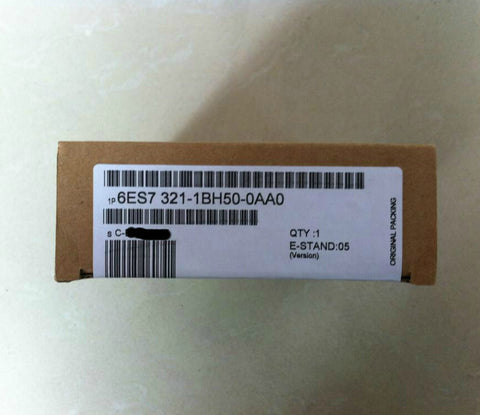 1P 6ES7 321-1BH50-0AA0
S C-
QTY :1
E-STAND:05
(Version)
ORIGINAL PACKING